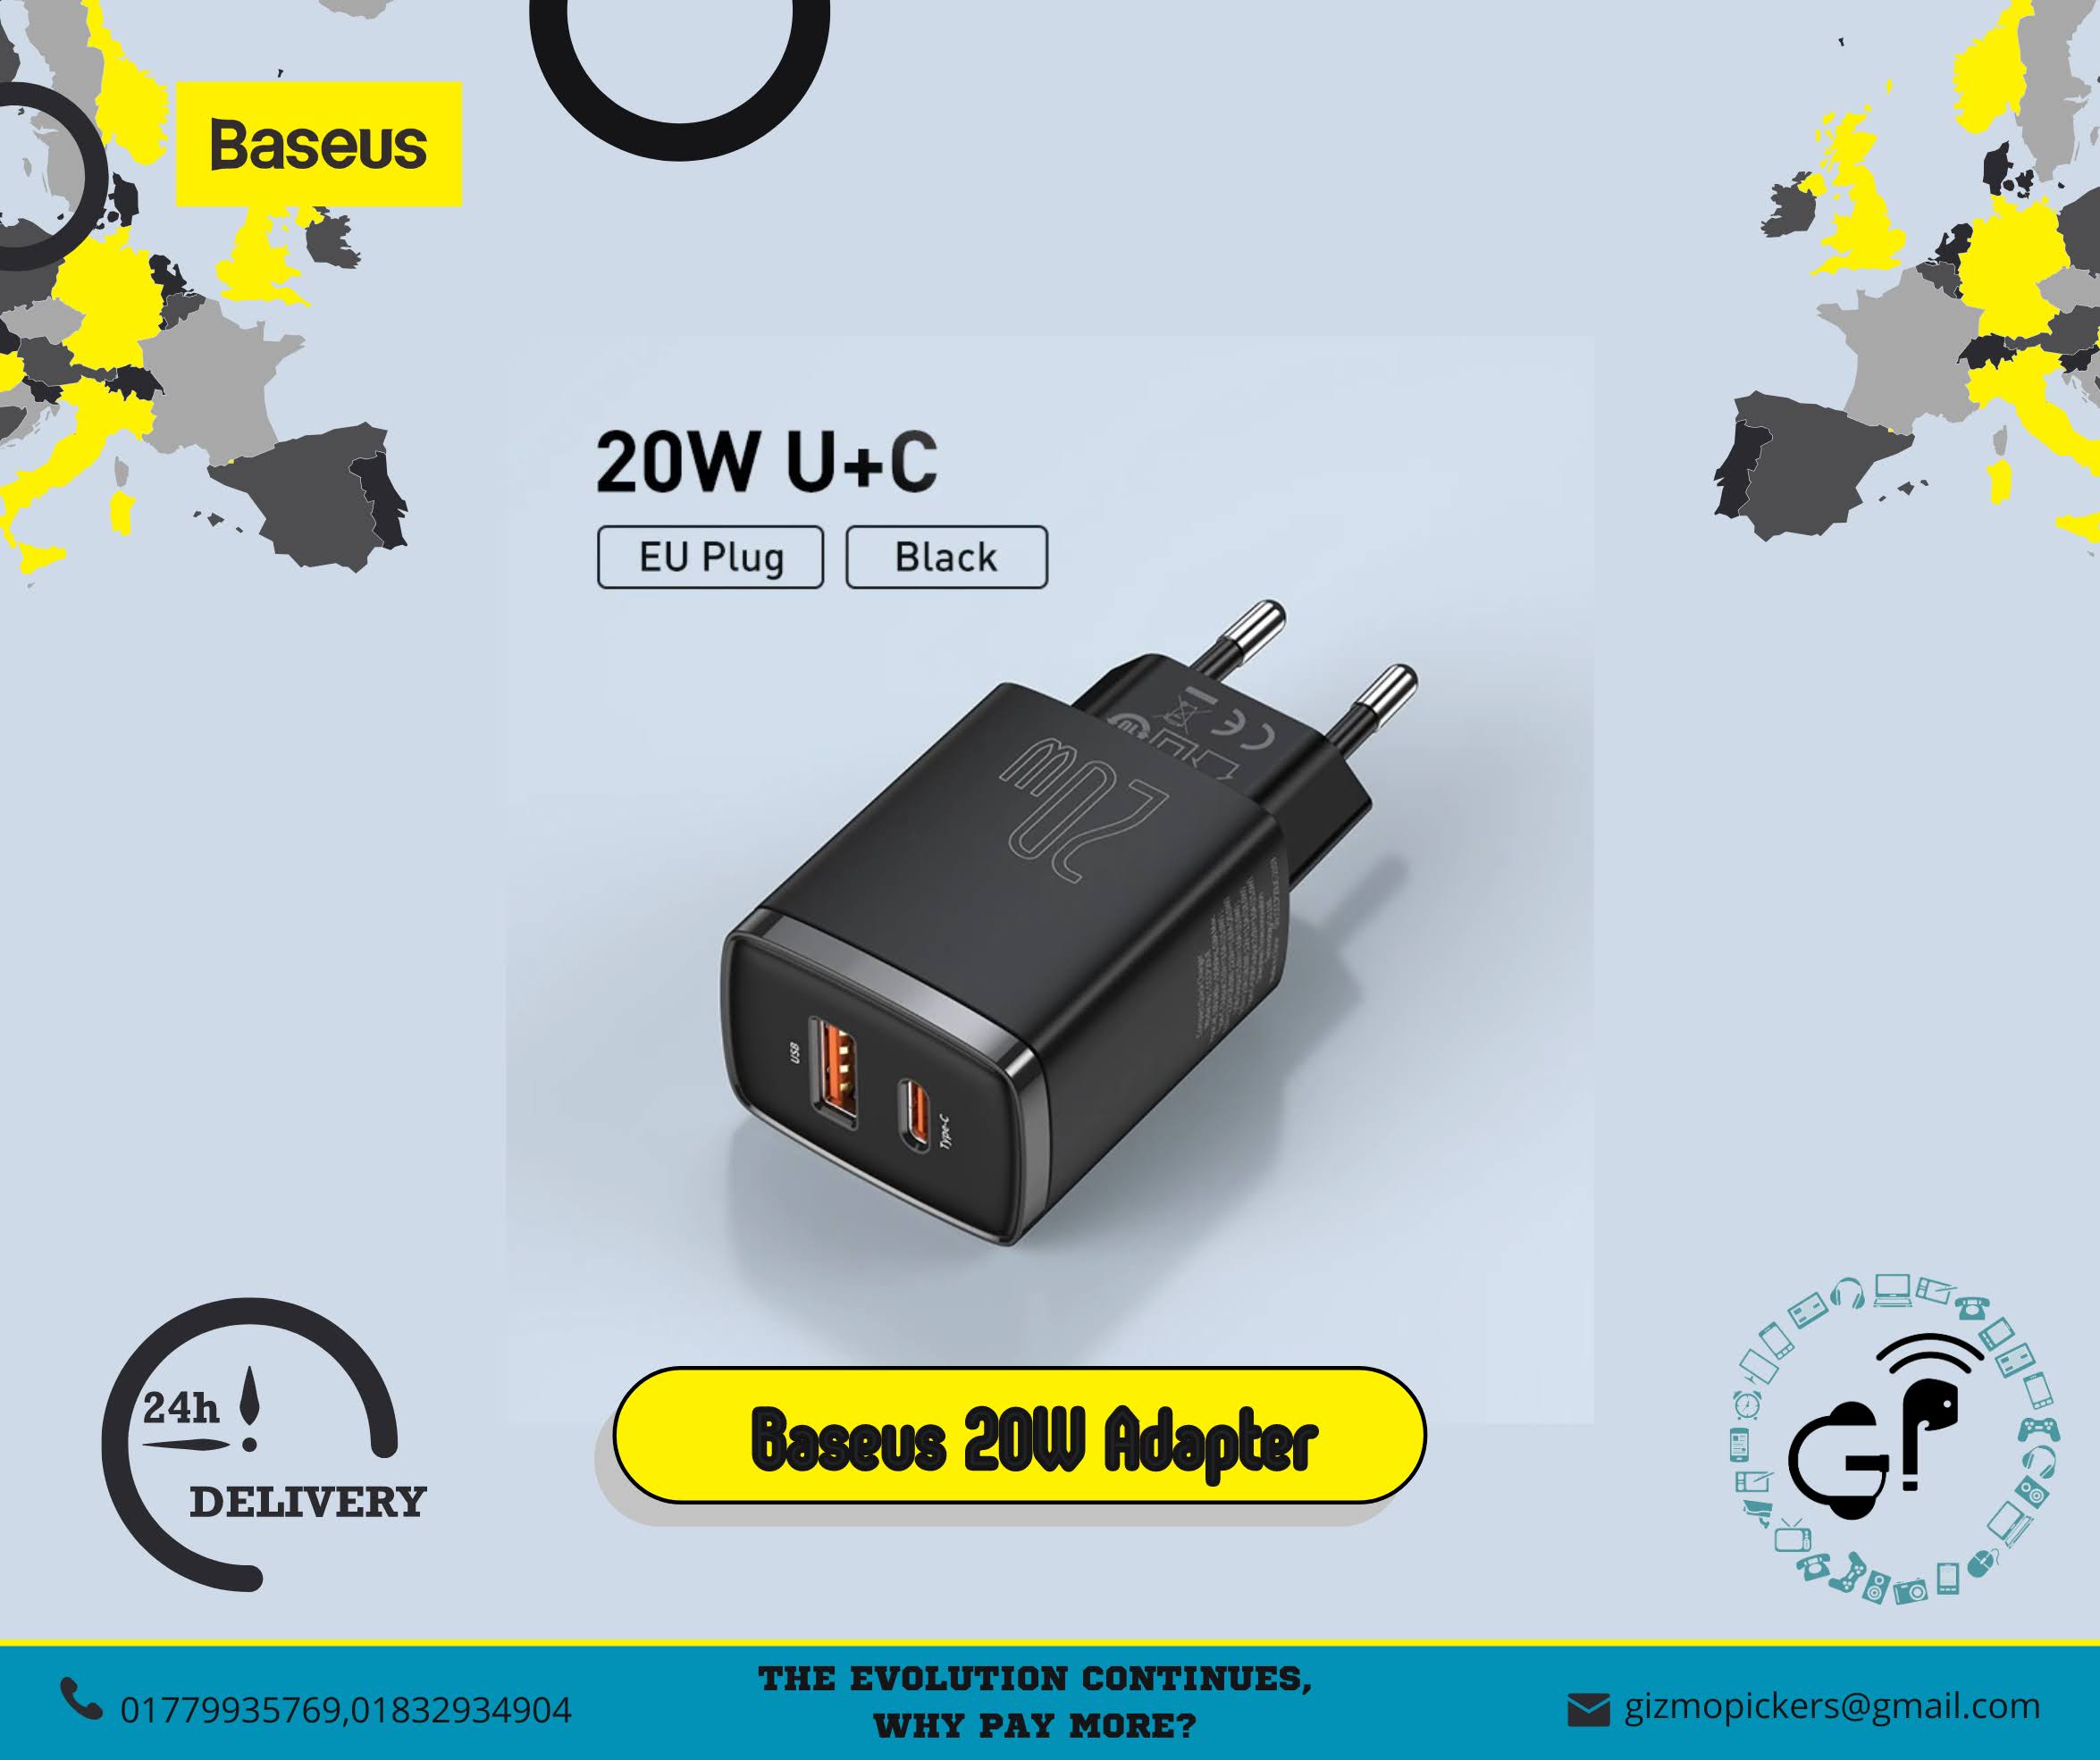 Baseus
20W U+C
EU Plug
Black
20W
USB
Type-C
24h
DELIVERY
Baseus 20W Adapter
GP
01779935769,01832934904
THE EVOLUTION CONTINUES,
WHY PAY MORE?
gizmopickers@gmail.com